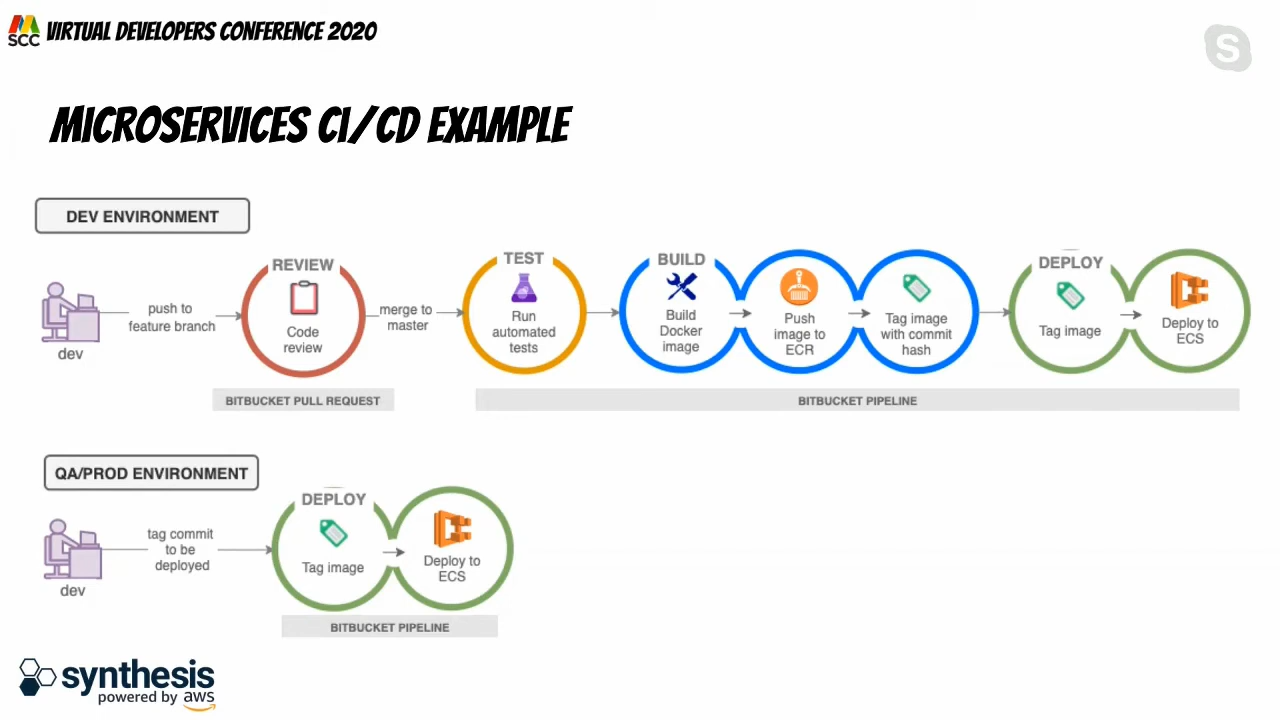 SCC VIRTUAL DEVELOPERS CONFERENCE 2020
S
MICROSERVICES CI/CD EXAMPLE
DEV ENVIRONMENT
dev
push to
feature branch
REVIEW
Code
review
merge to
master
TEST
Run
automated
tests
BUILD
Build
Docker
image
Push
image to
ECR
Tag image
with commit
hash
DEPLOY
Tag image
Deploy to
ECS
BITBUCKET PULL REQUEST
BITBUCKET PIPELINE
QA/PROD ENVIRONMENT
dev
tag commit
to be
deployed
DEPLOY
Tag image
Deploy to
ECS
BITBUCKET PIPELINE
synthesis
powered by aws